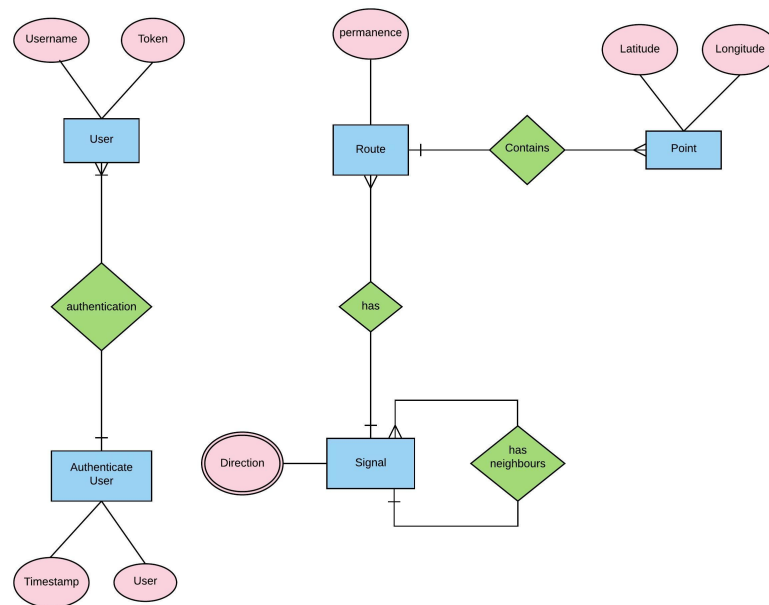 Username
Token
permanence
Latitude
Longitude
User
Route
Contains
Point
authentication
has
Authenticate
User
Direction
Signal
has
neighbours
Timestamp
User